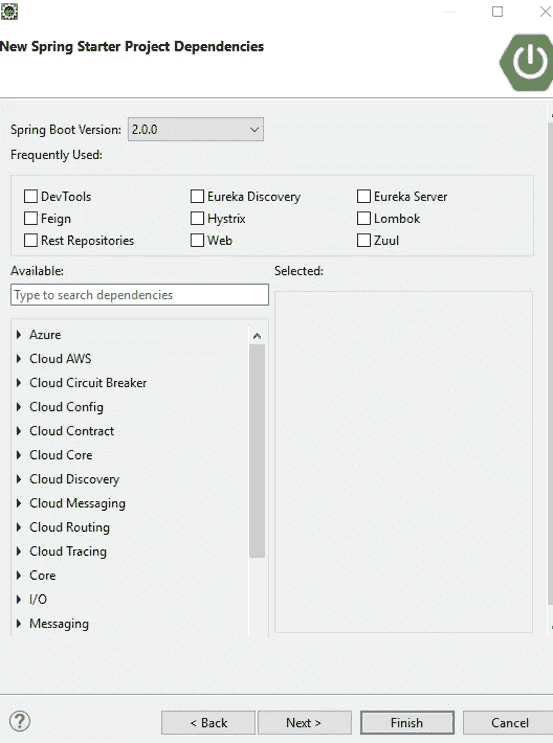 New Spring Starter Project Dependencies
Spring Boot Version: 2.0.0
Frequently Used:
DevTools Eureka Discovery Eureka Server
Feign Hystrix Lombok
Rest Repositories Web Zuul
Available: Selected:
Type to search dependencies
Azure
Cloud AWS
Cloud Circuit Breaker
Cloud Config
Cloud Contract
Cloud Core
Cloud Discovery
Cloud Messaging
Cloud Routing
Cloud Tracing
Core
I/O
Messaging
? < Back Next > Finish Cancel